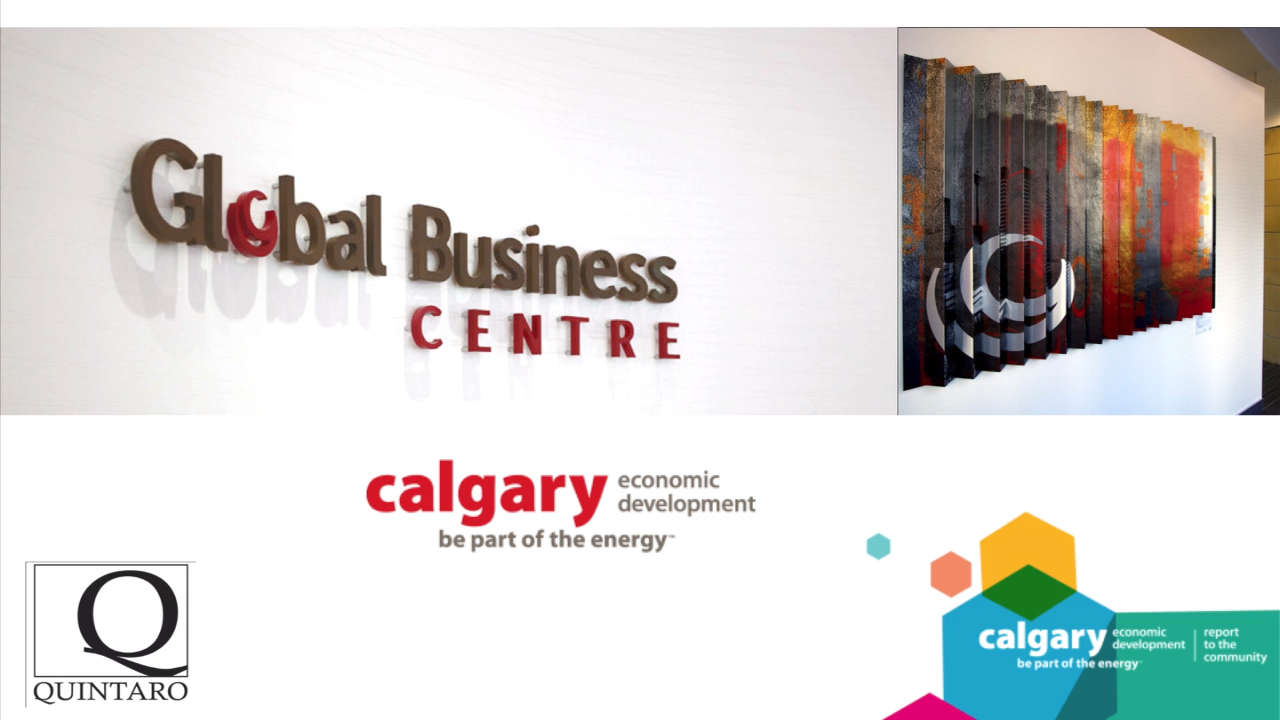 Global Business
CENTRE
calgary economic
development
be part of the energy™
Q
QUINTARO
calgary economic
development
be part of the energy
report
to the
community